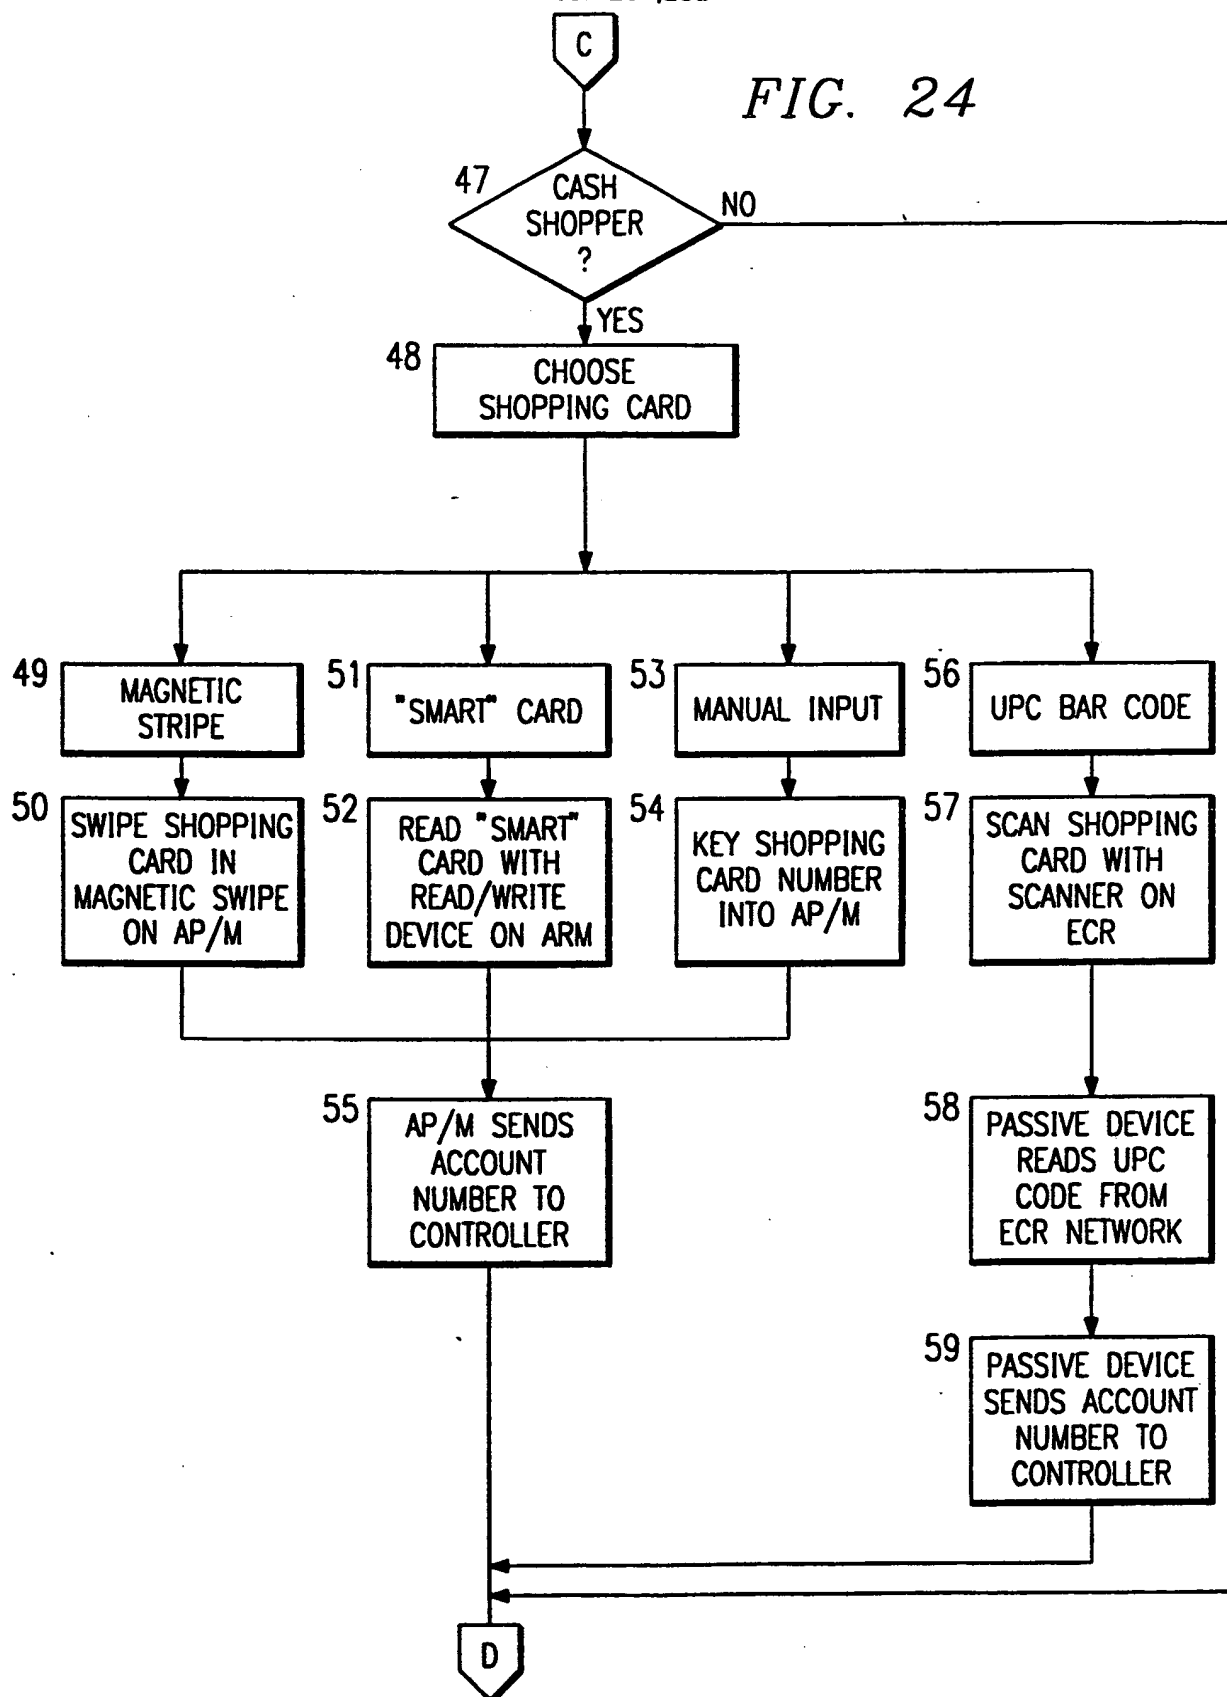 C
FIG. 24
47
CASH
SHOPPER
?
NO
YES
48
CHOOSE
SHOPPING CARD
49
MAGNETIC
STRIPE
51
"SMART" CARD
53
MANUAL INPUT
56
UPC BAR CODE
50
SWIPE SHOPPING
CARD IN
MAGNETIC SWIPE
ON AP/M
52
READ "SMART"
CARD WITH
READ/WRITE
DEVICE ON ARM
54
KEY SHOPPING
CARD NUMBER
INTO AP/M
57
SCAN SHOPPING
CARD WITH
SCANNER ON
ECR
55
AP/M SENDS
ACCOUNT
NUMBER TO
CONTROLLER
58
PASSIVE DEVICE
READS UPC
CODE FROM
ECR NETWORK
59
PASSIVE DEVICE
SENDS ACCOUNT
NUMBER TO
CONTROLLER
D